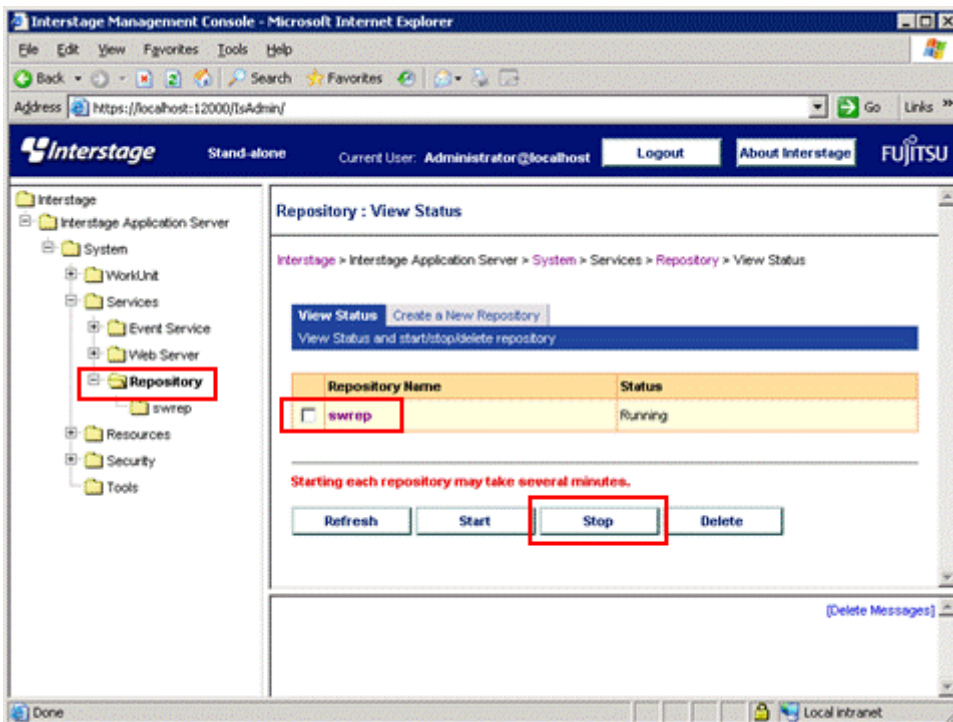 Interstage Management Console - Microsoft Internet Explorer
File Edit View Favorites Tools Help
Back Search Favorites
Address https://localhost:12000/IsAdmin/ Go Links »
Interstage Stand-alone Current User: Administrator@localhost Logout About Interstage FUJITSU
Interstage
Interstage Application Server
System
WorkUnit
Services
Event Service
Web Server
Repository
swrep
Resources
Security
Tools
Repository : View Status
Interstage > Interstage Application Server > System > Services > Repository > View Status
View Status Create a New Repository
View Status and start/stop/delete repository
Repository Name Status
swrep Running
Starting each repository may take several minutes.
Refresh Start Stop Delete
[Delete Messages]
Done Local intranet